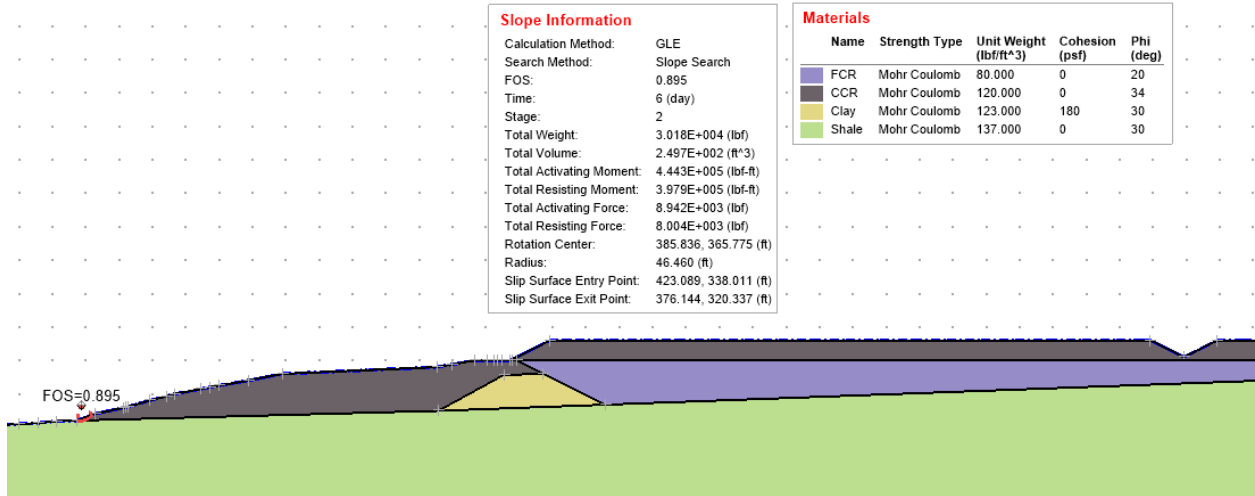 Slope Information
Calculation Method: GLE
Search Method: Slope Search
FOS: 0.895
Time: 6 (day)
Stage: 2
Total Weight: 3.018E+004 (lbf)
Total Volume: 2.497E+002 (ft^3)
Total Activating Moment: 4.443E+005 (lbf-ft)
Total Resisting Moment: 3.979E+005 (lbf-ft)
Total Activating Force: 8.942E+003 (lbf)
Total Resisting Force: 8.004E+003 (lbf)
Rotation Center: 385.836, 365.775 (ft)
Radius: 46.460 (ft)
Slip Surface Entry Point: 423.089, 338.011 (ft)
Slip Surface Exit Point: 376.144, 320.337 (ft)
Materials
Name Strength Type Unit Weight (lbf/ft^3) Cohesion (psf) Phi (deg)
FCR Mohr Coulomb 80.000 0 20
CCR Mohr Coulomb 120.000 0 34
Clay Mohr Coulomb 123.000 180 30
Shale Mohr Coulomb 137.000 0 30
FOS=0.895